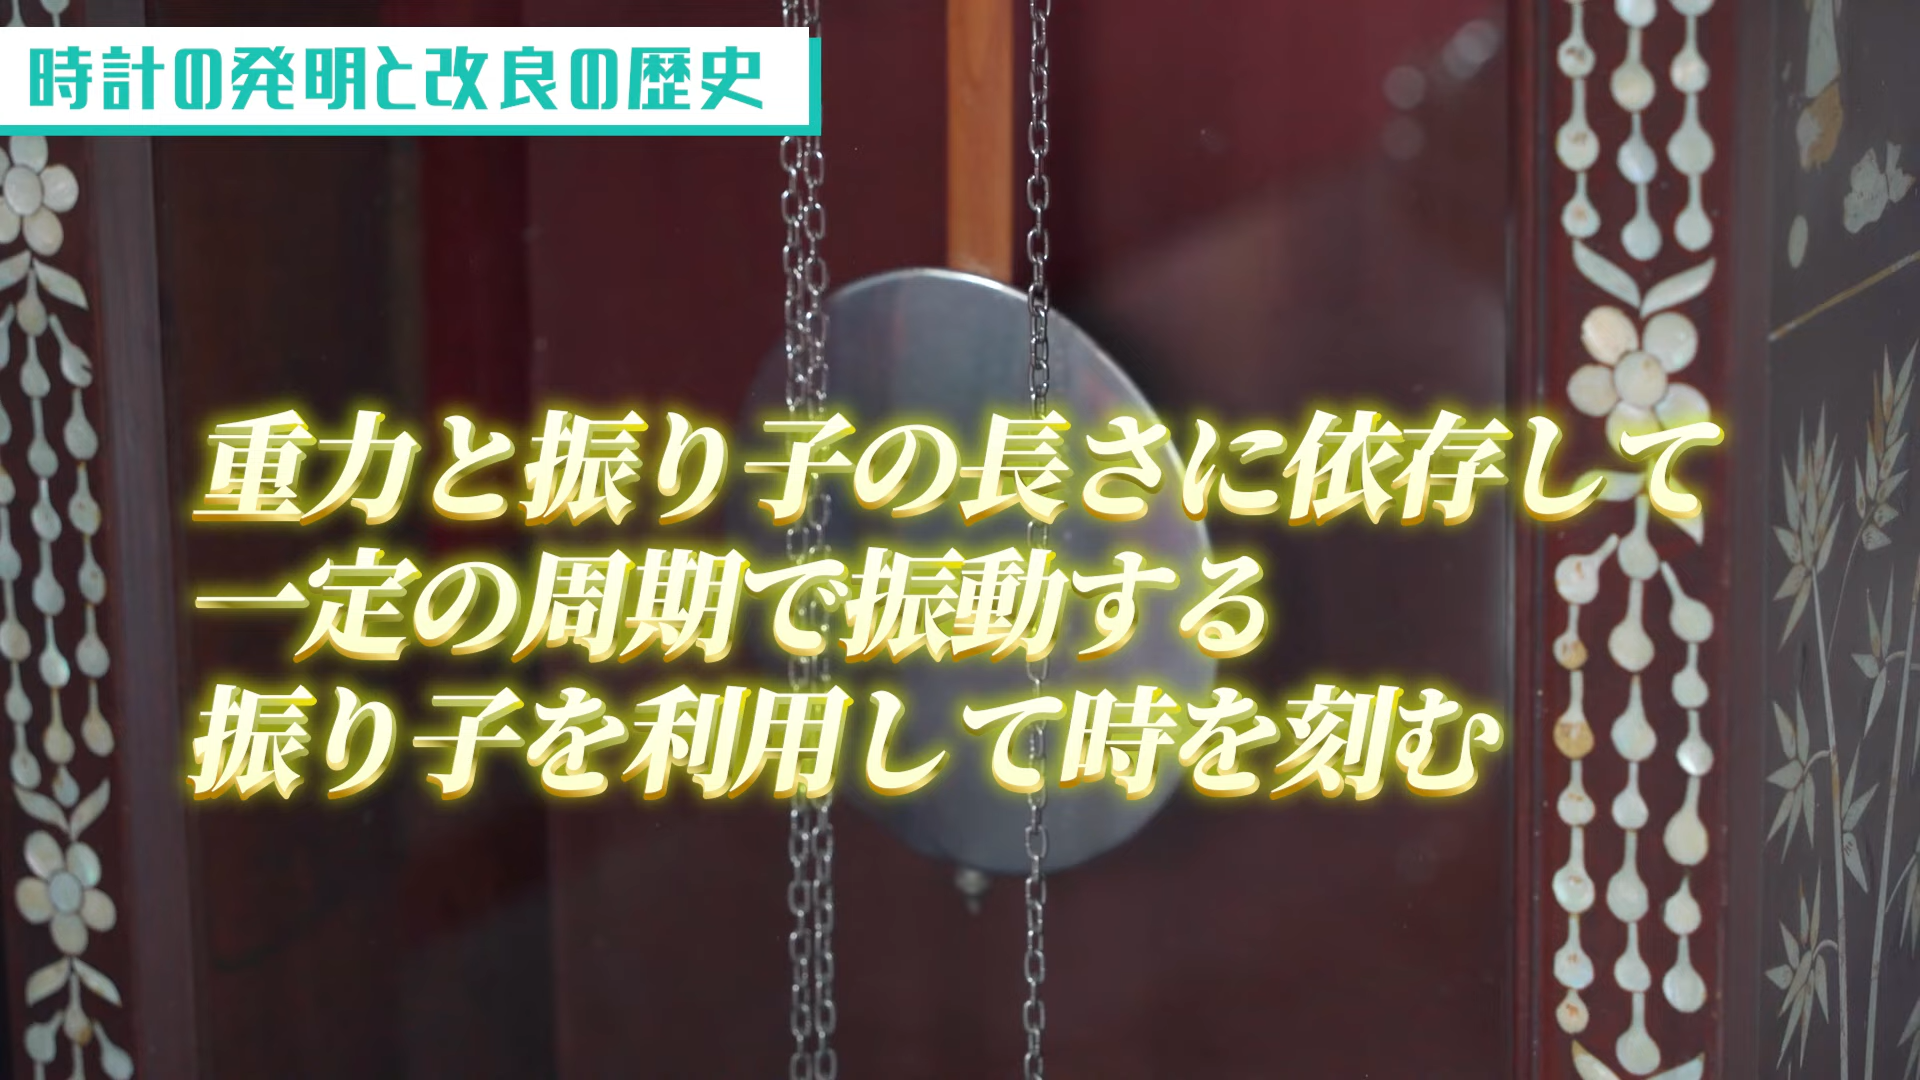 時計の発明と改良の歴史
重力と振り子の長さに依存して
一定の周期で振動する
振り子を利用して時を刻む